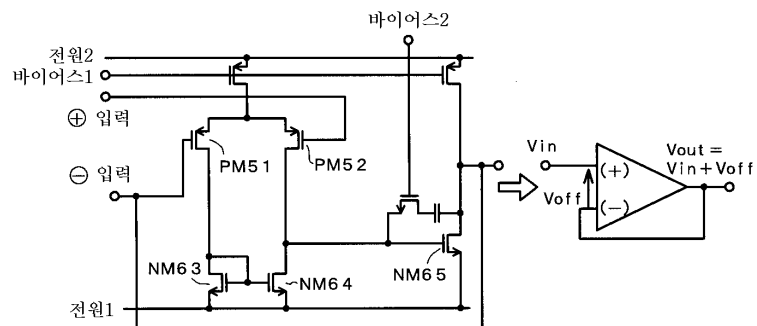 바이어스2
전원2
바이어스1
⊕ 입력
⊖ 입력
PM51
PM52
NM63
NM64
NM65
전원1
Vin
Voff
(+)
(-)
Vout =
Vin+Voff